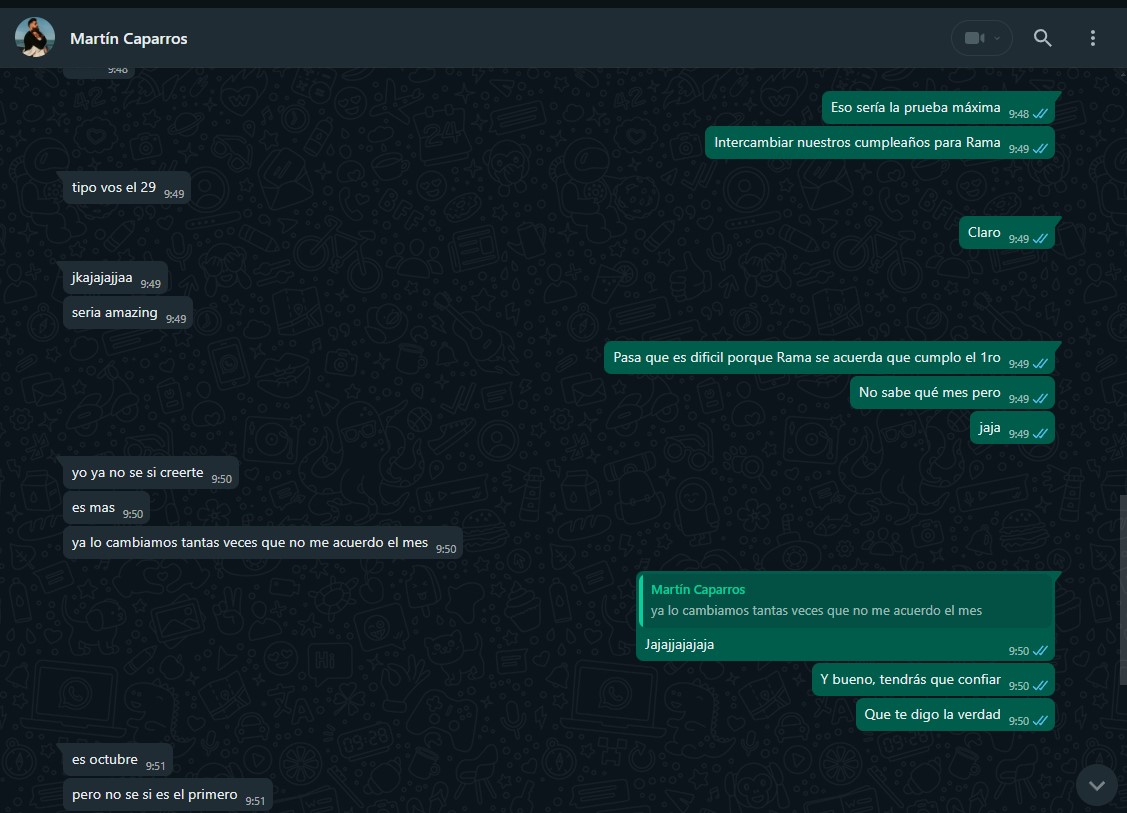 Martín Caparros
9:48
Eso sería la prueba máxima 9:48
Intercambiar nuestros cumpleaños para Rama 9:49
tipo vos el 29 9:49
Claro 9:49
jkajajajjaa 9:49
seria amazing 9:49
Pasa que es dificil porque Rama se acuerda que cumplo el 1ro 9:49
No sabe qué mes pero 9:49
jaja 9:49
yo ya no se si creerte 9:50
es mas 9:50
ya lo cambiamos tantas veces que no me acuerdo el mes 9:50
Martín Caparros
ya lo cambiamos tantas veces que no me acuerdo el mes
Jajajjajajaja 9:50
Y bueno, tendrás que confiar 9:50
Que te digo la verdad 9:50
es octubre 9:51
pero no se si es el primero 9:51